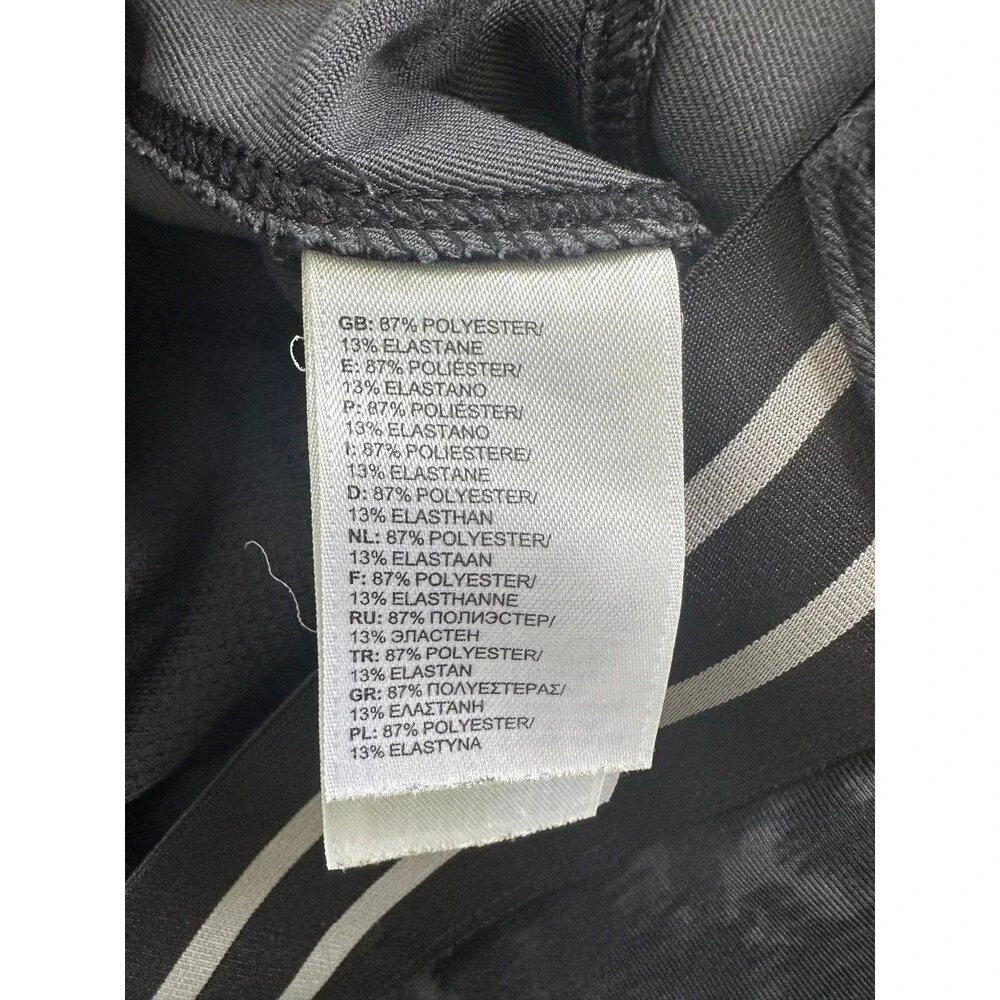 GB: 87% POLYESTER/
13% ELASTANE
E: 87% POLIÉSTER/
13% ELASTANO
P: 87% POLIÉSTER/
13% ELASTANO
I: 87% POLIESTERE/
13% ELASTANE
D: 87% POLYESTER/
13% ELASTHAN
NL: 87% POLYESTER/
13% ELASTAAN
F: 87% POLYESTER/
13% ELASTHANNE
RU: 87% ПОЛИЭСТЕР/
13% ЭЛАСТЕН
TR: 87% POLYESTER/
13% ELASTAN
GR: 87% ΠΟΛΥΕΣΤΕΡΑΣ/
13% ΕΛΑΣΤΑΝΗ
PL: 87% POLYESTER/
13% ELASTYNA